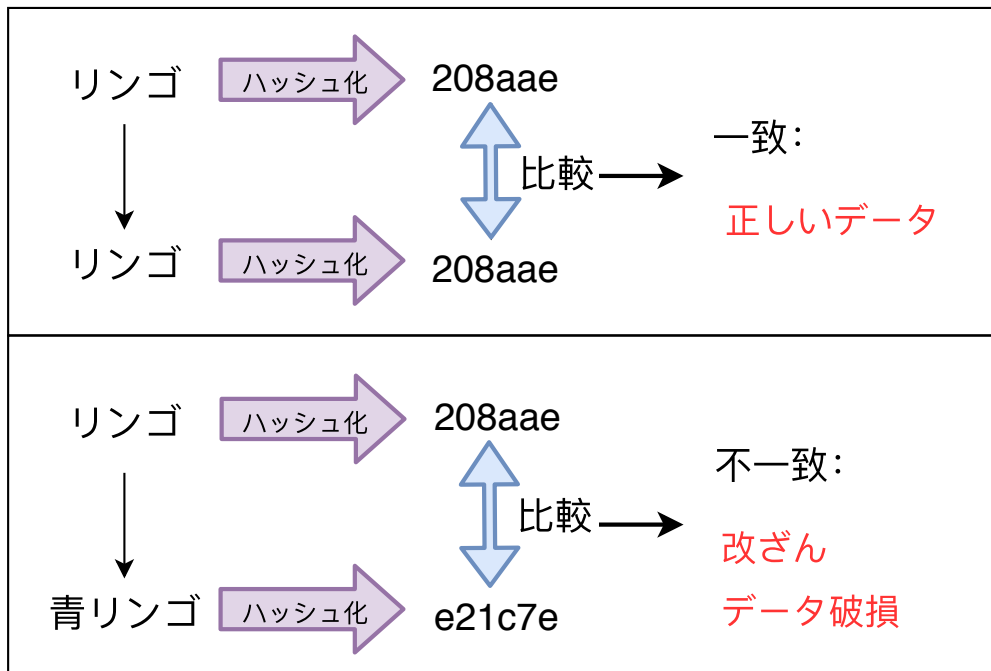 リンゴ
ハッシュ化
208aae
比較
一致：
正しいデータ
リンゴ
ハッシュ化
208aae
リンゴ
ハッシュ化
208aae
比較
不一致：
改ざん
データ破損
青リンゴ
ハッシュ化
e21c7e